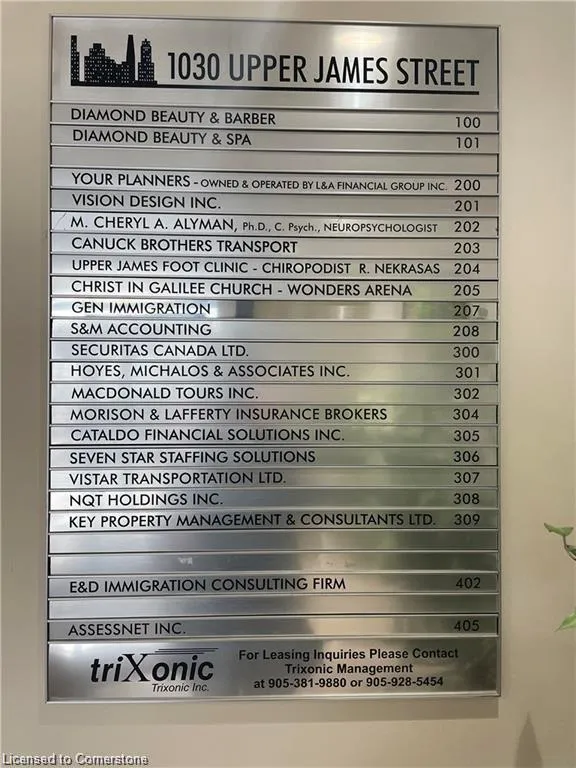 1030 UPPER JAMES STREET
DIAMOND BEAUTY & BARBER 100
DIAMOND BEAUTY & SPA 101
YOUR PLANNERS - OWNED & OPERATED BY L&A FINANCIAL GROUP INC. 200
VISION DESIGN INC. 201
M. CHERYL A. ALYMAN, Ph.D., C. Psych., NEUROPSYCHOLOGIST 202
CANUCK BROTHERS TRANSPORT 203
UPPER JAMES FOOT CLINIC - CHIROPODIST R. NEKRASAS 204
CHRIST IN GALILEE CHURCH - WONDERS ARENA 205
GEN IMMIGRATION 207
S&M ACCOUNTING 208
SECURITAS CANADA LTD. 300
HOYES, MICHALOS & ASSOCIATES INC. 301
MACDONALD TOURS INC. 302
MORISON & LAFFERTY INSURANCE BROKERS 304
CATALDO FINANCIAL SOLUTIONS INC. 305
SEVEN STAR STAFFING SOLUTIONS 306
VISTAR TRANSPORTATION LTD. 307
NQT HOLDINGS INC. 308
KEY PROPERTY MANAGEMENT & CONSULTANTS LTD. 309
E&D IMMIGRATION CONSULTING FIRM 402
ASSESSNET INC. 405
triXonic
Trixonic Inc.
For Leasing Inquiries Please Contact
Trixonic Management
at 905-381-9880 or 905-928-5454
Licensed to Cornerstone